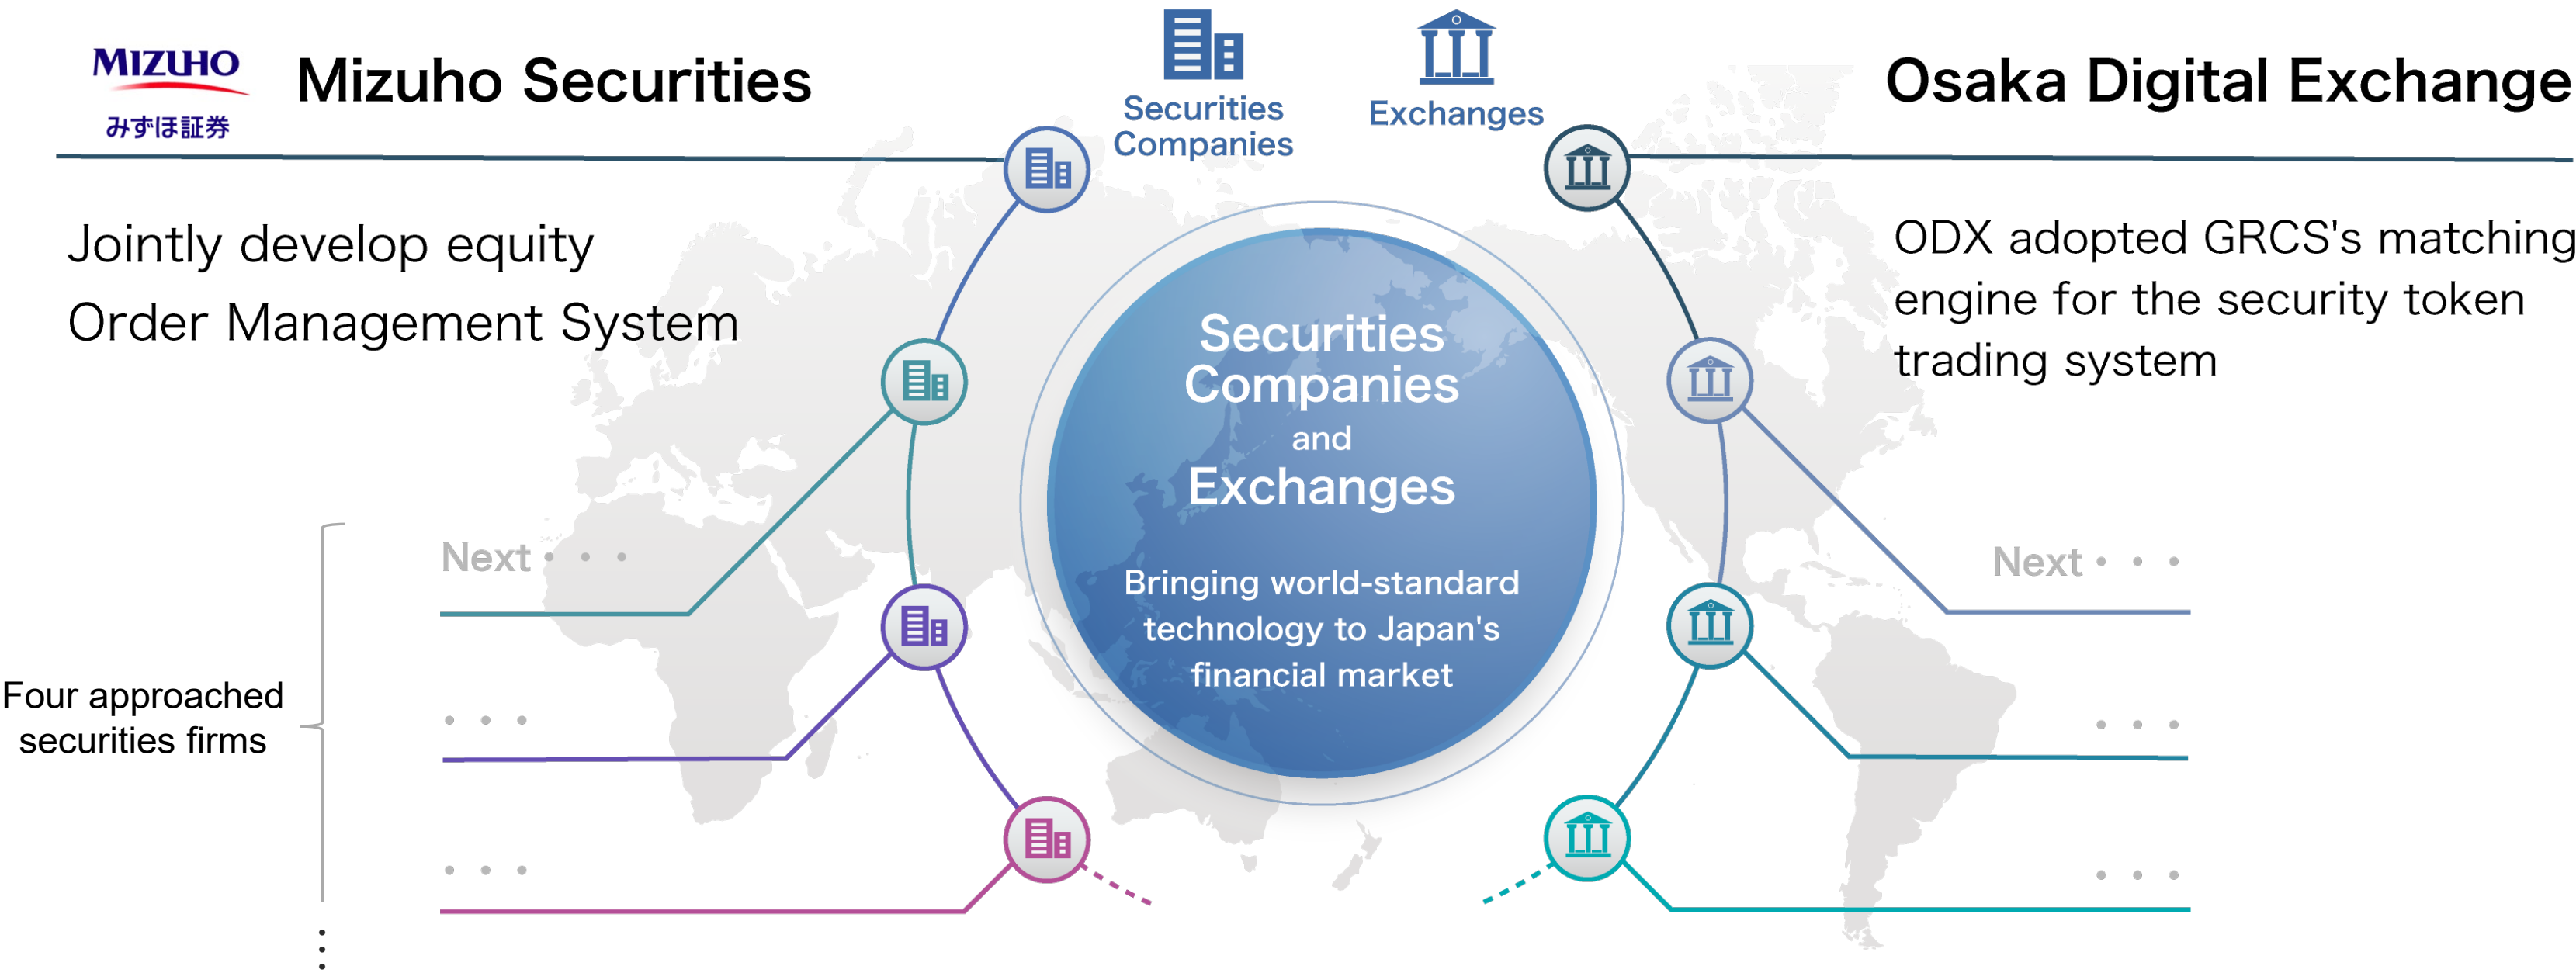 MIZUHO
みずほ証券
Mizuho Securities
Securities
Companies
Exchanges
Osaka Digital Exchange
Jointly develop equity
Order Management System
ODX adopted GRCS's matching
engine for the security token
trading system
Securities
Companies
and
Exchanges
Bringing world-standard
technology to Japan's
financial market
Next・・・
Next・・・
Four approached
securities firms
・・・
・・・
・・・
・・・